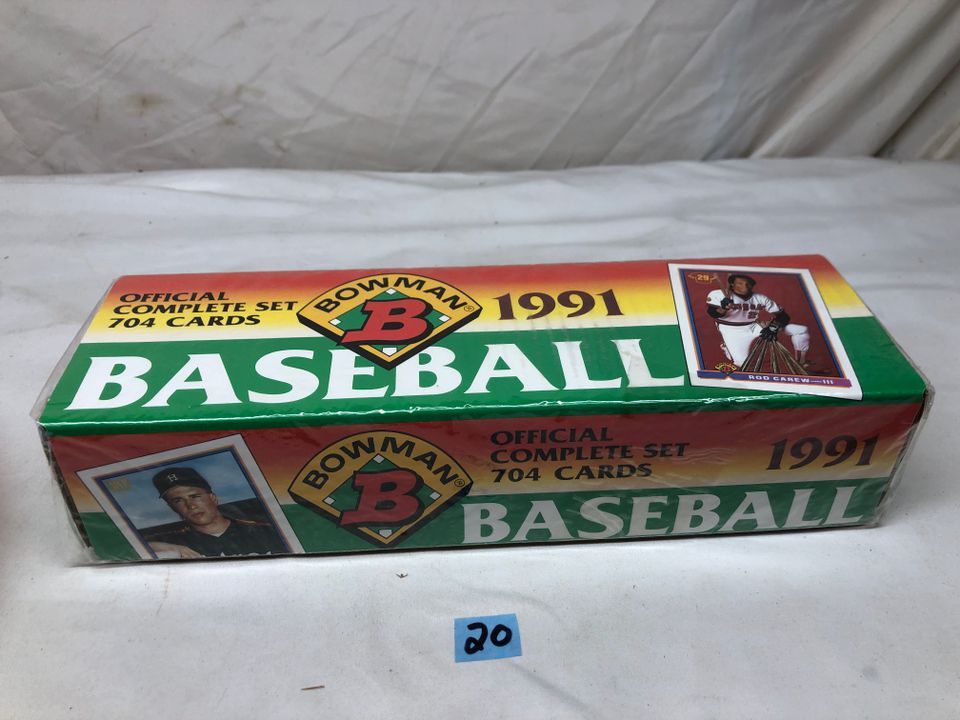 OFFICIAL
COMPLETE SET
704 CARDS
BOWMAN®
B
1991
BASEBALL
29
ROD CAREW—III
BOWMAN®
B
OFFICIAL
COMPLETE SET
704 CARDS
1991
BASEBALL
20